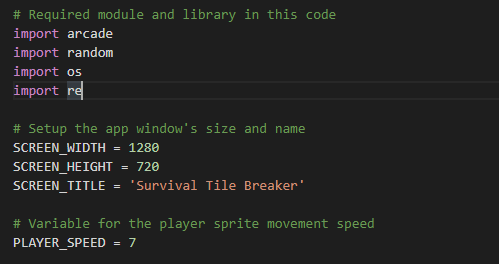 # Required module and library in this code
import arcade
import random
import os
import re
# Setup the app window's size and name
SCREEN_WIDTH = 1280
SCREEN_HEIGHT = 720
SCREEN_TITLE = 'Survival Tile Breaker'
# Variable for the player sprite movement speed
PLAYER_SPEED = 7